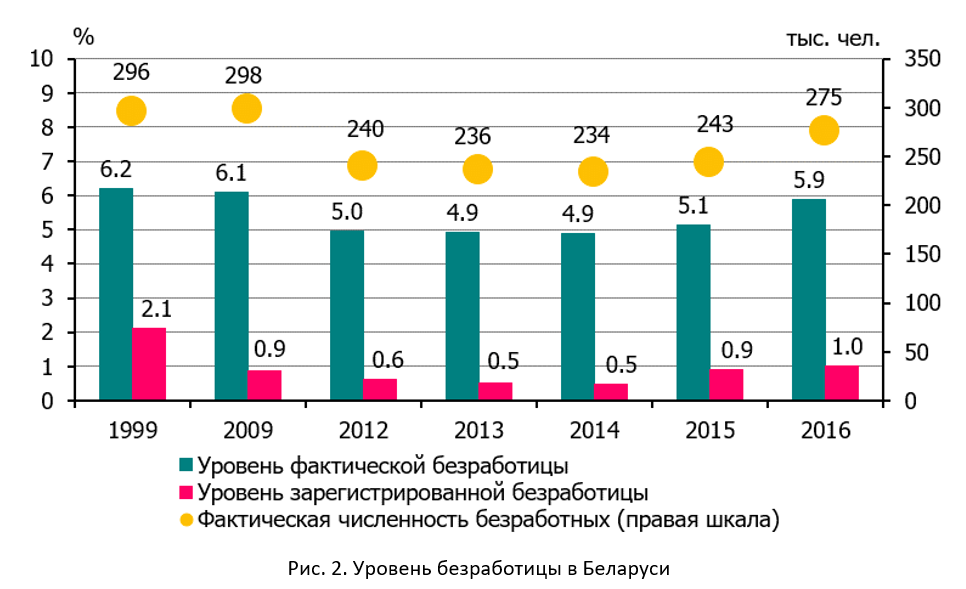 % тыс. чел.
10 350
296 298 275
9 300
240 236 234 243
8 250
7
6.2 6.1 5.9
6 200
5.0 4.9 4.9 5.1
5 150
4
3 100
2.1
2
0.9 0.6 0.5 0.5 0.9 1.0
1 50
0 0
1999 2009 2012 2013 2014 2015 2016
Уровень фактической безработицы
Уровень зарегистрированной безработицы
Фактическая численность безработных (правая шкала)
Рис. 2. Уровень безработицы в Беларуси